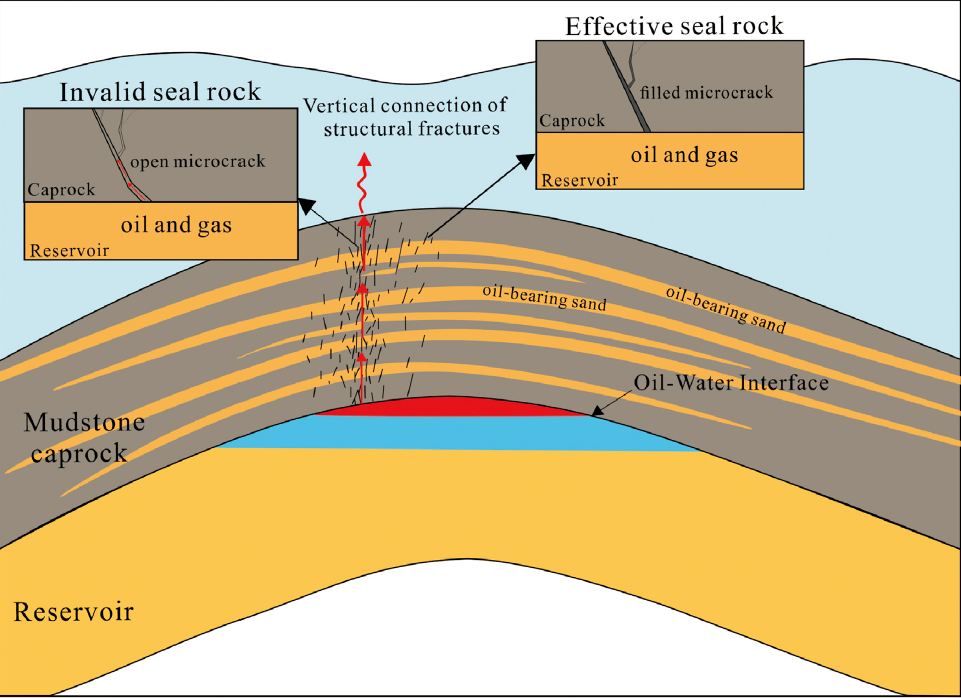 Effective seal rock
filled microcrack
Caprock
oil and gas
Reservoir
Invalid seal rock
open microcrack
Caprock
oil and gas
Reservoir
Vertical connection of
structural fractures
oil-bearing sand
oil-bearing sand
Oil-Water Interface
Mudstone
caprock
Reservoir